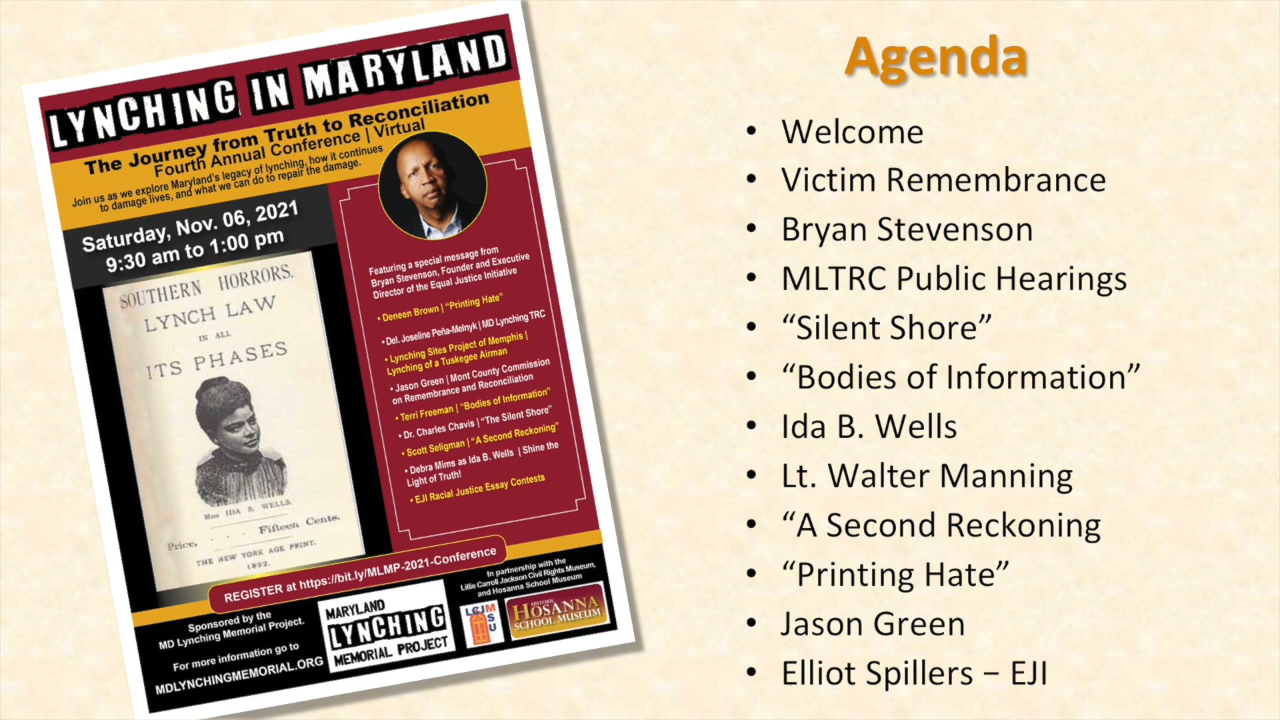 LYNCHING IN MARYLAND
The Journey from Truth to Reconciliation
Fourth Annual Conference | Virtual
Join us as we explore Maryland's legacy of lynching, how it continues
to damage lives, and what we can do to repair the damage.
Saturday, Nov. 06, 2021
9:30 am to 1:00 pm
SOUTHERN HORRORS.
LYNCH LAW
IN ALL
ITS PHASES
Miss IDA B. WELLS.
Price, . . . Fifteen Cents.
THE NEW YORK AGE PRINT.
1892.
Featuring a special message from
Bryan Stevenson, Founder and Executive
Director of the Equal Justice Initiative
• Deneen Brown | "Printing Hate"
• Del. Joseline Peña-Melnyk | MD Lynching TRC
• Lynching Sites Project of Memphis |
Lynching of a Tuskegee Airman
• Jason Green | Mont County Commission
on Remembrance and Reconciliation
• Terri Freeman | "Bodies of Information"
• Dr. Charles Chavis | "The Silent Shore"
• Scott Seligman | "A Second Reckoning"
• Debra Mims as Ida B. Wells | Shine the
Light of Truth!
• EJI Racial Justice Essay Contests
REGISTER at https://bit.ly/MLMP-2021-Conference
Sponsored by the
MD Lynching Memorial Project.
For more information go to
MDLYNCHINGMEMORIAL.ORG
MARYLAND
LYNCHING
MEMORIAL PROJECT
In partnership with the
Lillie Carroll Jackson Civil Rights Museum,
and Hosanna School Museum
LCJM
SU
HISTORIC
HOSANNA
SCHOOL MUSEUM
Agenda
• Welcome
• Victim Remembrance
• Bryan Stevenson
• MLTRC Public Hearings
• “Silent Shore”
• “Bodies of Information”
• Ida B. Wells
• Lt. Walter Manning
• “A Second Reckoning
• “Printing Hate”
• Jason Green
• Elliot Spillers – EJI